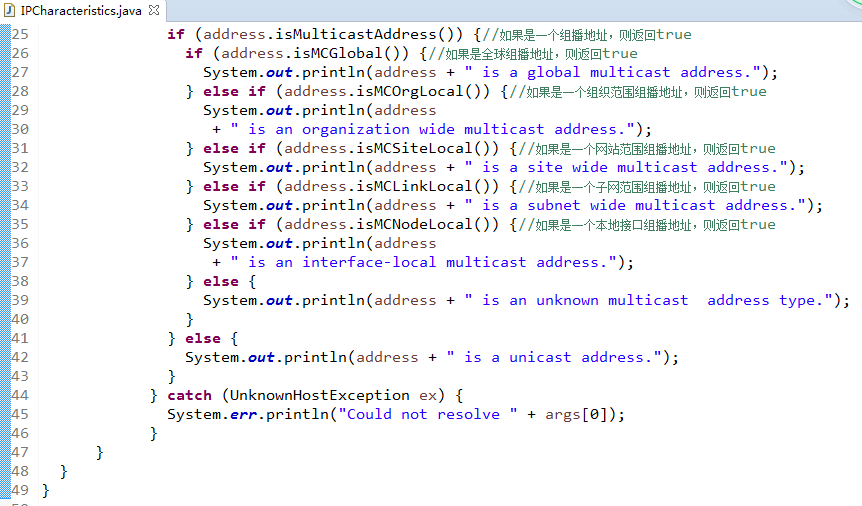 IPCharacteristics.java
25 if (address.isMulticastAddress()) {//如果是一个组播地址，则返回true
26 if (address.isMCGlobal()) {//如果是全球组播地址，则返回true
27 System.out.println(address + " is a global multicast address.");
28 } else if (address.isMCOrgLocal()) {//如果是一个组织范围组播地址，则返回true
29 System.out.println(address
30 + " is an organization wide multicast address.");
31 } else if (address.isMCSiteLocal()) {//如果是一个网站范围组播地址，则返回true
32 System.out.println(address + " is a site wide multicast address.");
33 } else if (address.isMCLinkLocal()) {//如果是一个子网范围组播地址，则返回true
34 System.out.println(address + " is a subnet wide multicast address.");
35 } else if (address.isMCNodeLocal()) {//如果是一个本地接口组播地址，则返回true
36 System.out.println(address
37 + " is an interface-local multicast address.");
38 } else {
39 System.out.println(address + " is an unknown multicast  address type.");
40 }
41 } else {
42 System.out.println(address + " is a unicast address.");
43 }
44 } catch (UnknownHostException ex) {
45 System.err.println("Could not resolve " + args[0]);
46 }
47 }
48 }
49 }